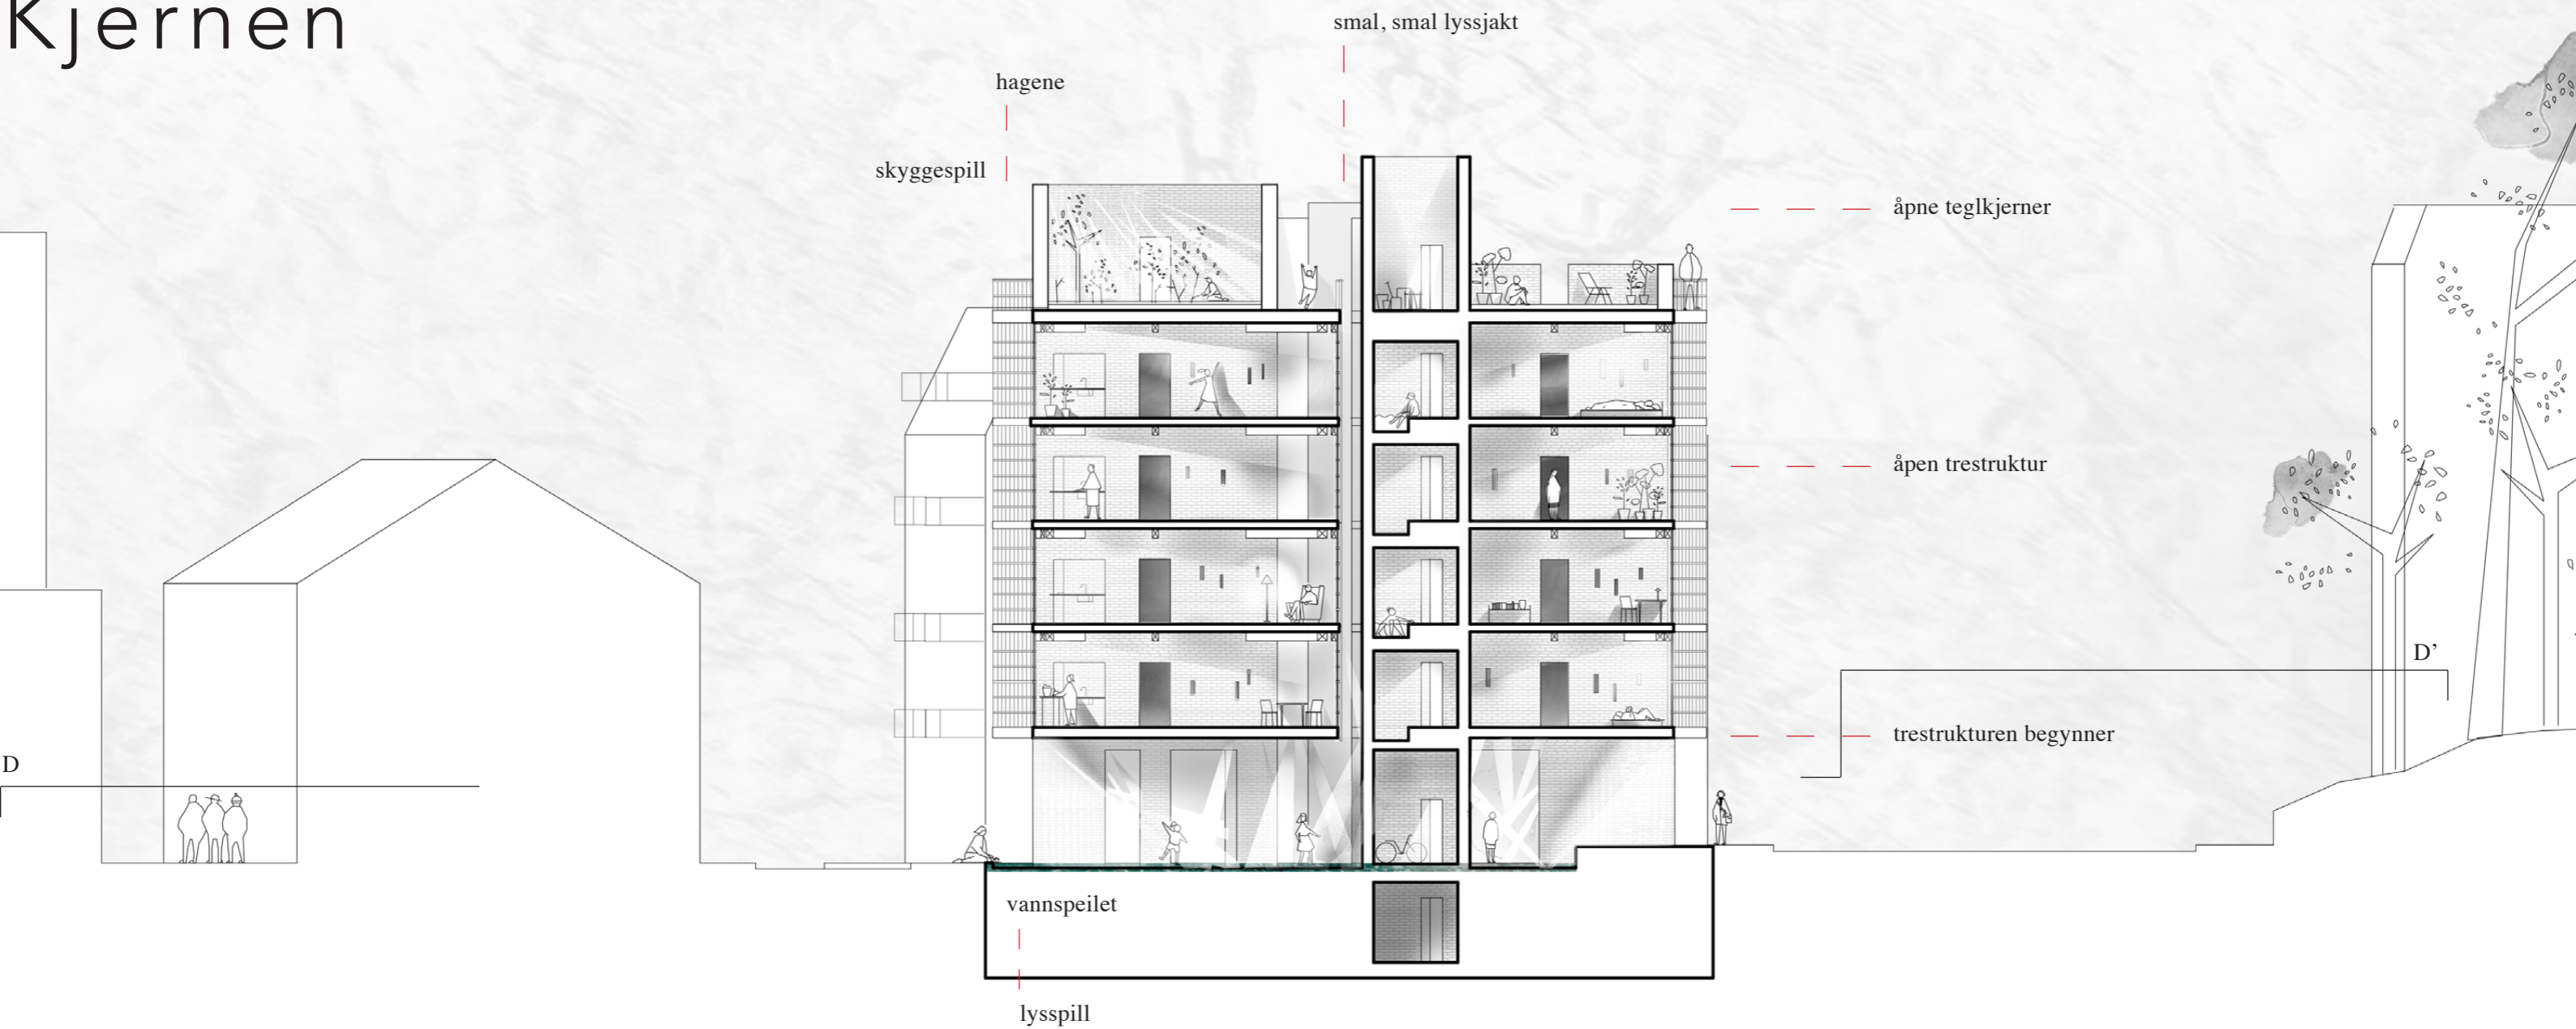 Kjernen
smal, smal lyssjakt
hagene
skyggespill
åpne teglkjerner
åpen trestruktur
D’
trestrukturen begynner
D
vannspeilet
lysspill